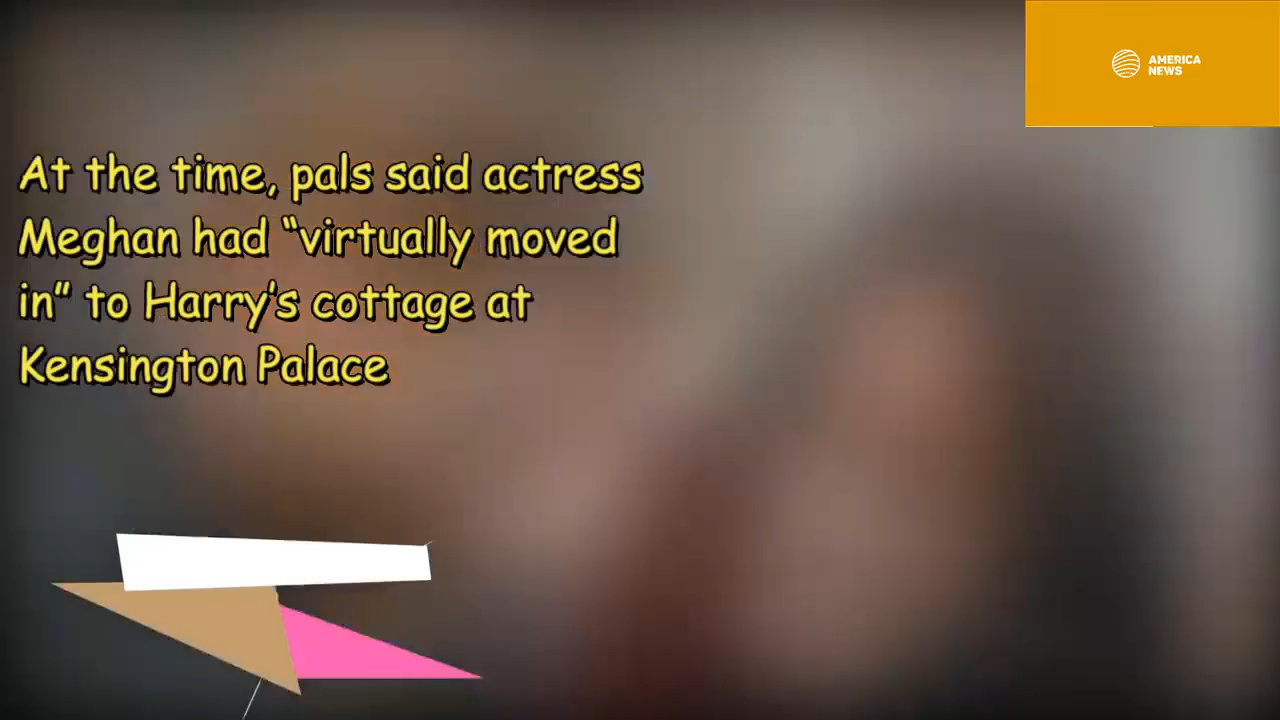 AMERICA
NEWS
At the time, pals said actress
Meghan had “virtually moved
in” to Harry’s cottage at
Kensington Palace